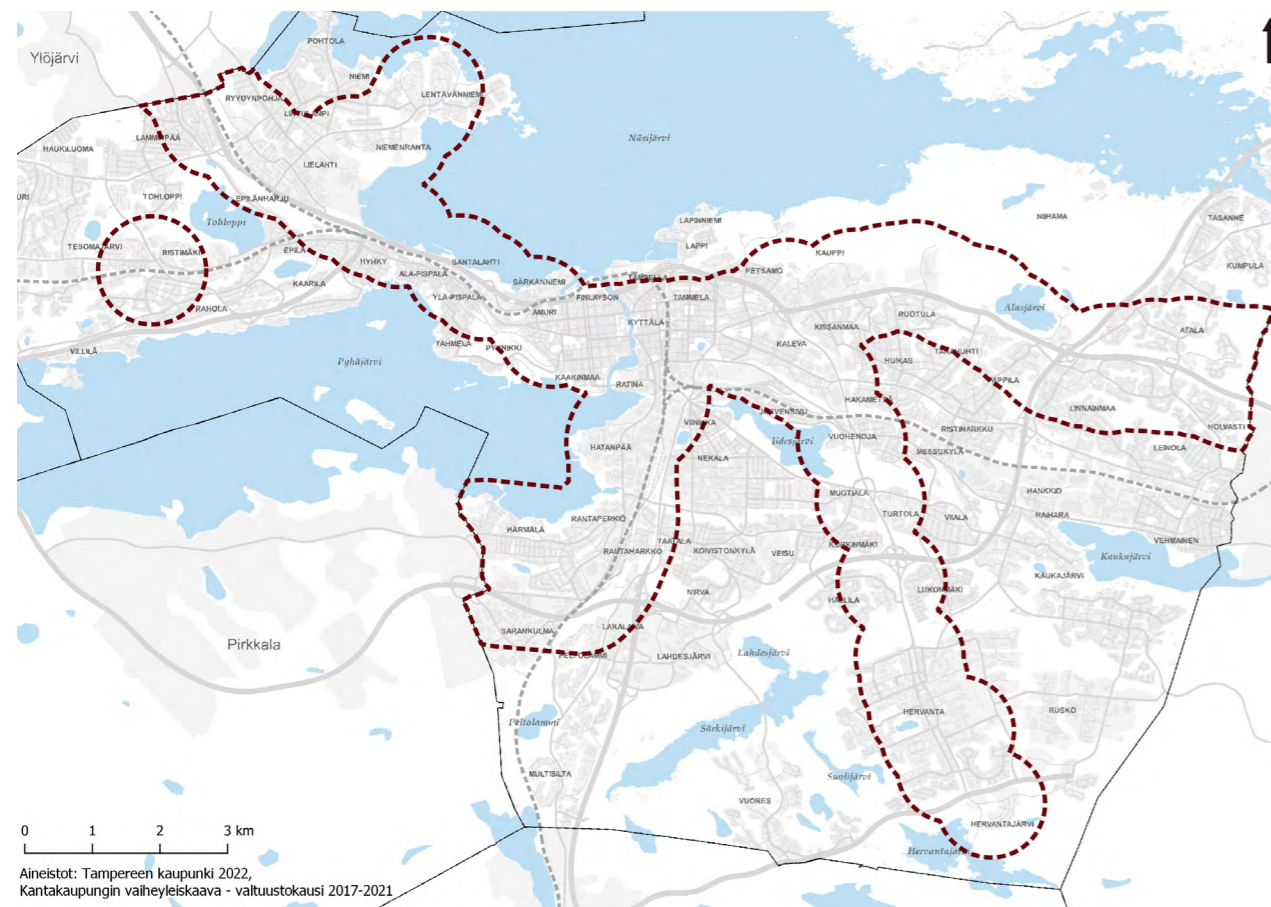 POHTOLA
Ylöjärvi
NIEMI
RYYDYNPOHJA
LENTÄVÄNNIEMI
LINTULAMPI
LAMMINPÄÄ
Näsijärvi
HAUKILUOMA
NIEMENRANTA
LIELAHTI
TOHLOPPI
EPILÄNHARJU
Tohloppi
LAPINNIEMI
LAPPI
NIIHAMA
TASANNE
TESOMAJÄRVI
RISTIMÄKI
EPILÄ
HYHKY
SANTALAHTI
KAUPPI
KUMPULA
ALA-PISPALA
SÄRKÄNNIEMI
TAMPELLA
PETSAMO
KAARILA
YLÄ-PISPALA
FINLAYSON
TAMMELA
RAHOLA
AMURI
KYTTÄLÄ
KISSANMAA
RUOTULA
Alasjärvi
ATALA
VILLILÄ
TAHMELA
PYYNIKKI
KALEVA
TAKAHUHTI
Pyhäjärvi
HUIKAS
KAAKINMAA
RATINA
HAKAMETSÄ
LINNAINMAA
JÄRVENSIVU
VIINIKKA
RISTINARKKU
HOLVASTI
Iidesjärvi
VUOHENOJA
HATANPÄÄ
MESSUKYLÄ
LEINOLA
NEKALA
HANKKIO
MUOTIALA
HÄRMÄLÄ
RANTAPERKIÖ
TURTOLA
VIIALA
HAIHARA
TAATALA
VEHMAINEN
RAUTAHARKKO
KOIVISTONKYLÄ
VEISU
KORKINMÄKI
Kaukajärvi
KAUKAJÄRVI
NIRVA
HALLILA
LUKONMÄKI
SARANKULMA
LAKALAIVA
Pirkkala
PELTOLAMMI
LAHDESJÄRVI
Lahdesjärvi
HERVANTA
RUSKO
Peltolammi
Särkijärvi
MULTISILTA
Suolijärvi
VUORES
HERVANTAJÄRVI
0 1 2 3 km
Aineistot: Tampereen kaupunki 2022,
Kantakaupungin vaiheyleiskaava - valtuustokausi 2017-2021